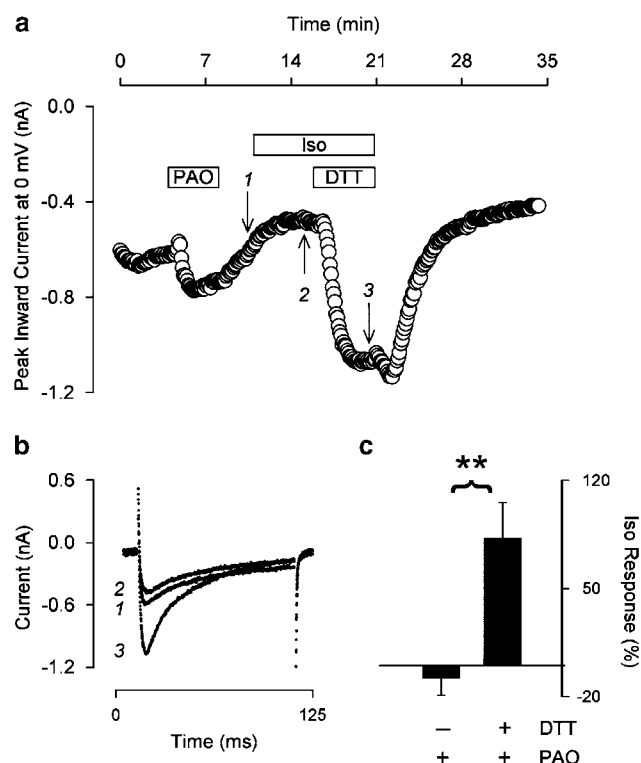 a
Time (min)
0 7 14 21 28 35
Peak Inward Current at 0 mV (nA)
0.0
-0.4
-0.8
-1.2
Iso
PAO
DTT
1
2
3
b
Current (nA)
0.6
0.0
-0.6
-1.2
2
1
3
0 125
Time (ms)
c
**
120
50
-20
Iso Response (%)
– + DTT
+ + PAO